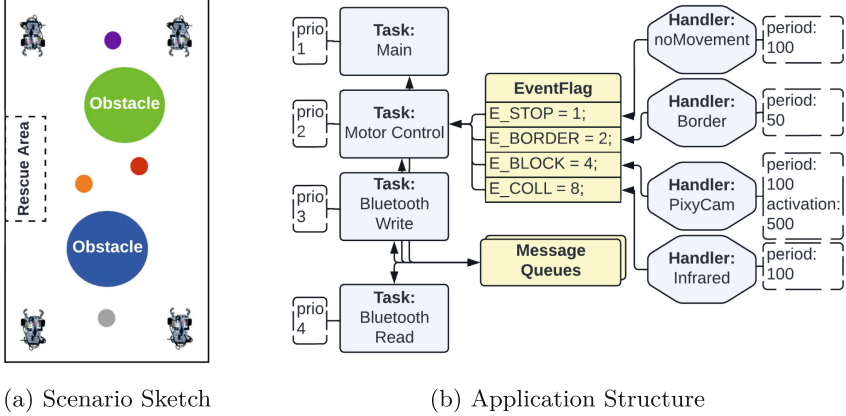 Obstacle
Rescue Area
Obstacle
(a) Scenario Sketch
prio
1
Task:
Main
prio
2
Task:
Motor Control
prio
3
Task:
Bluetooth
Write
prio
4
Task:
Bluetooth
Read
EventFlag
E_STOP = 1;
E_BORDER = 2;
E_BLOCK = 4;
E_COLL = 8;
Message
Queues
Handler:
noMovement
period:
100
Handler:
Border
period:
50
Handler:
PixyCam
period:
100
activation:
500
Handler:
Infrared
period:
100
(b) Application Structure